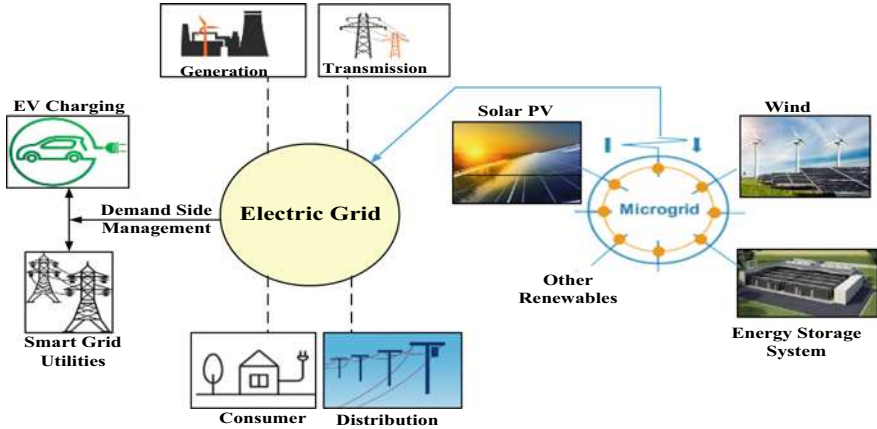 Generation
Transmission
EV Charging
Solar PV
Wind
Demand Side
Management
Electric Grid
Microgrid
Other
Renewables
Smart Grid
Utilities
Energy Storage
System
Consumer
Distribution